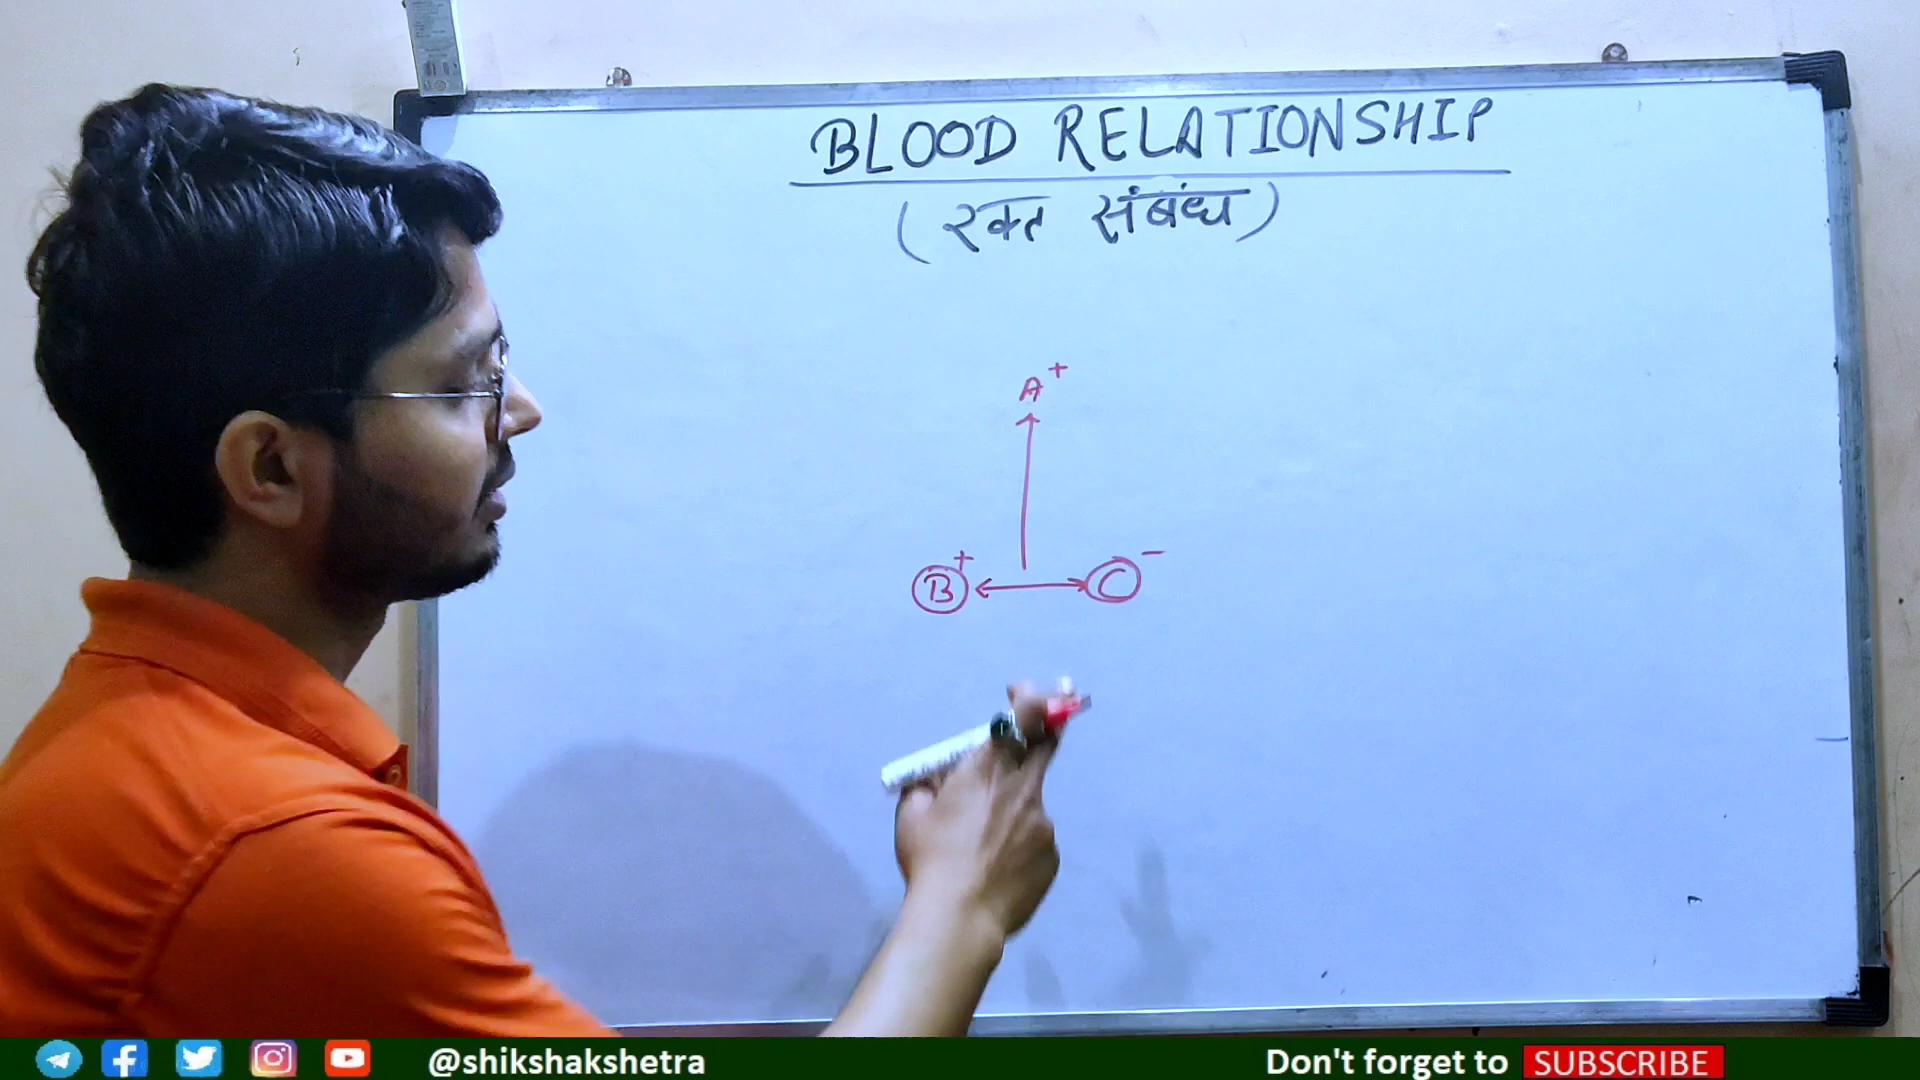 BLOOD RELATIONSHIP
(रक्त संबंध)
A+
B+ C-
@shikshakshetra
Don't forget to SUBSCRIBE